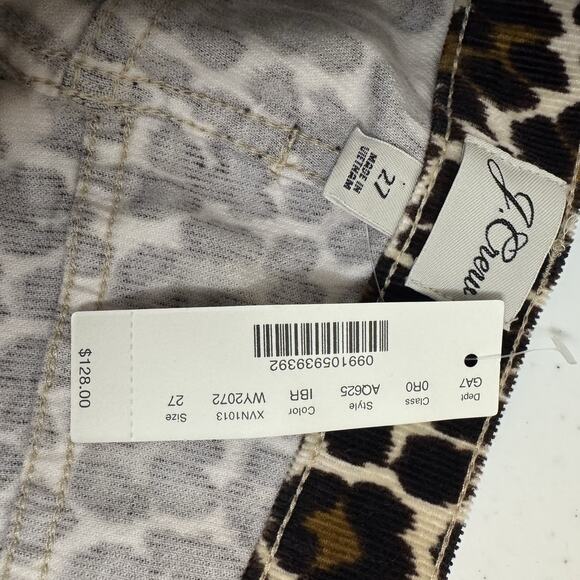 J.Crew
27
MADE IN
VIETNAM
Dept Class Style Color Size
GA7 0R0 AQ625 IBR XVN1013 WY2072 27
099105939392
$128.00